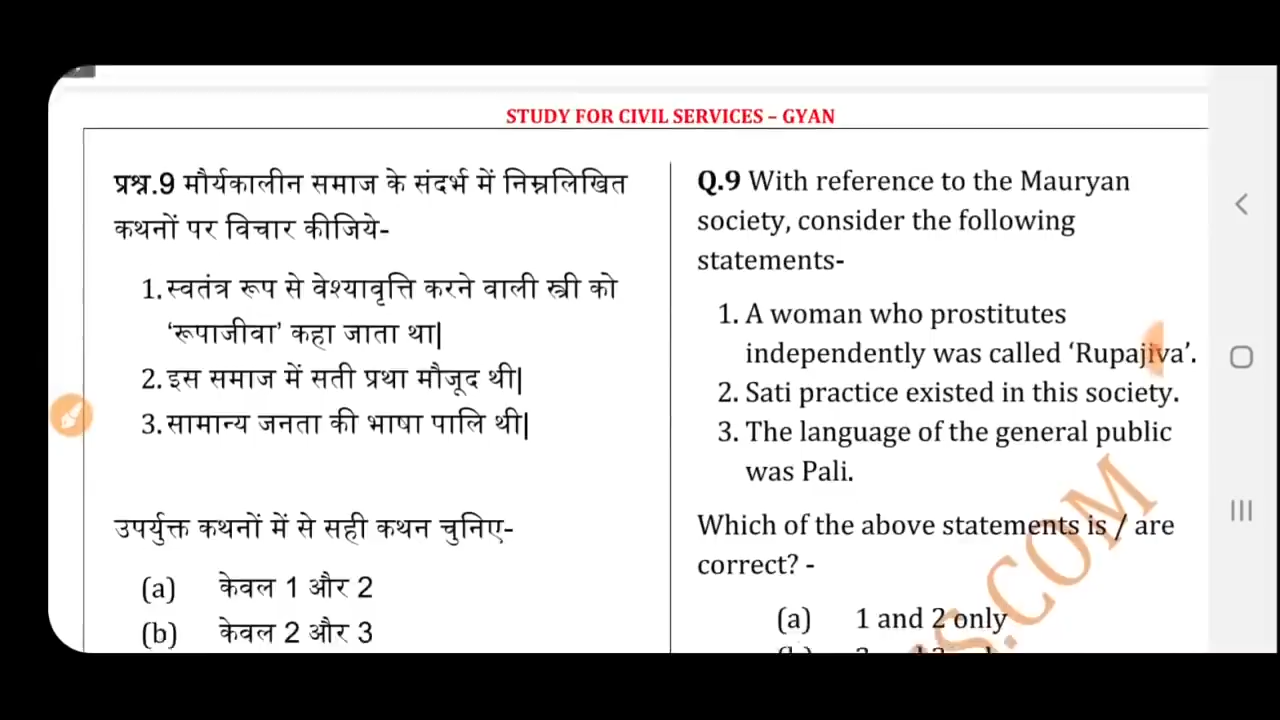 STUDY FOR CIVIL SERVICES – GYAN
प्रश्न.9 मौर्यकालीन समाज के संदर्भ में निम्नलिखित
कथनों पर विचार कीजिये-
1. स्वतंत्र रूप से वेश्यावृत्ति करने वाली स्त्री को
‘रूपाजीवा’ कहा जाता था|
2. इस समाज में सती प्रथा मौजूद थी|
3. सामान्य जनता की भाषा पालि थी|
उपर्युक्त कथनों में से सही कथन चुनिए-
(a) केवल 1 और 2
(b) केवल 2 और 3
Q.9 With reference to the Mauryan
society, consider the following
statements-
1. A woman who prostitutes
independently was called ‘Rupajiva’.
2. Sati practice existed in this society.
3. The language of the general public
was Pali.
Which of the above statements is / are
correct? -
(a) 1 and 2 only
S.COM